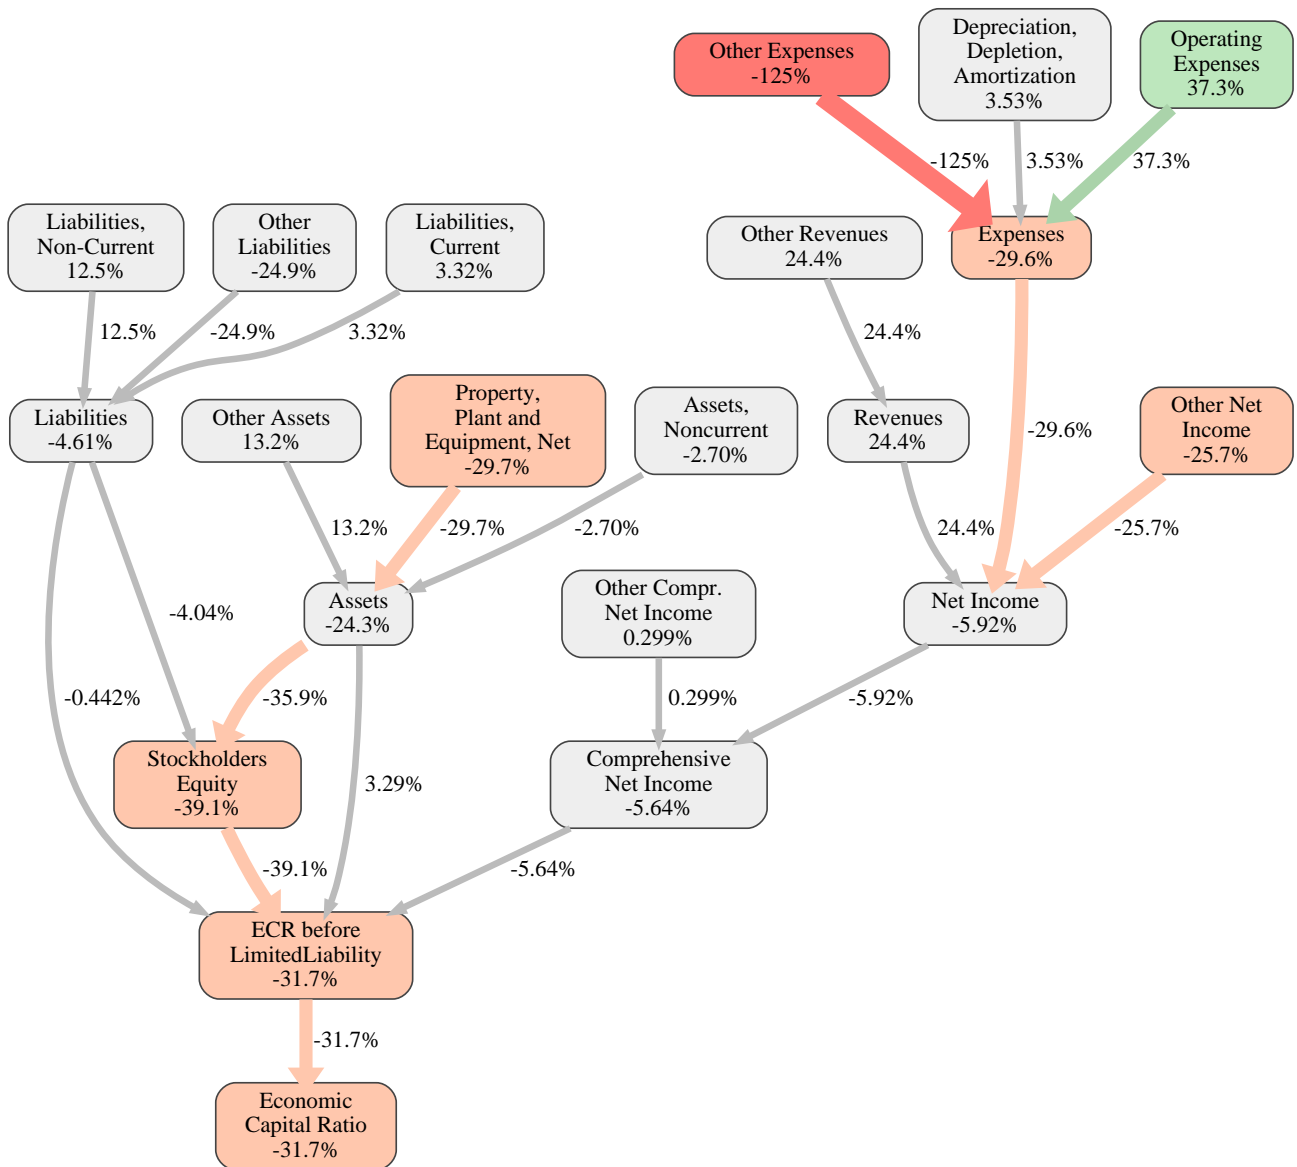 Other Expenses
-125%
Depreciation,
Depletion,
Amortization
3.53%
Operating
Expenses
37.3%
-125%
3.53%
37.3%
Liabilities,
Non-Current
12.5%
Other
Liabilities
-24.9%
Liabilities,
Current
3.32%
Other Revenues
24.4%
Expenses
-29.6%
12.5%
-24.9%
3.32%
24.4%
Liabilities
-4.61%
Other Assets
13.2%
Property,
Plant and
Equipment, Net
-29.7%
Assets,
Noncurrent
-2.70%
Revenues
24.4%
-29.6%
Other Net
Income
-25.7%
13.2%
-29.7%
-2.70%
24.4%
-25.7%
Assets
-24.3%
Other Compr.
Net Income
0.299%
Net Income
-5.92%
-4.04%
-0.442%
-35.9%
0.299%
-5.92%
Stockholders
Equity
-39.1%
3.29%
Comprehensive
Net Income
-5.64%
-39.1%
-5.64%
ECR before
LimitedLiability
-31.7%
-31.7%
Economic
Capital Ratio
-31.7%